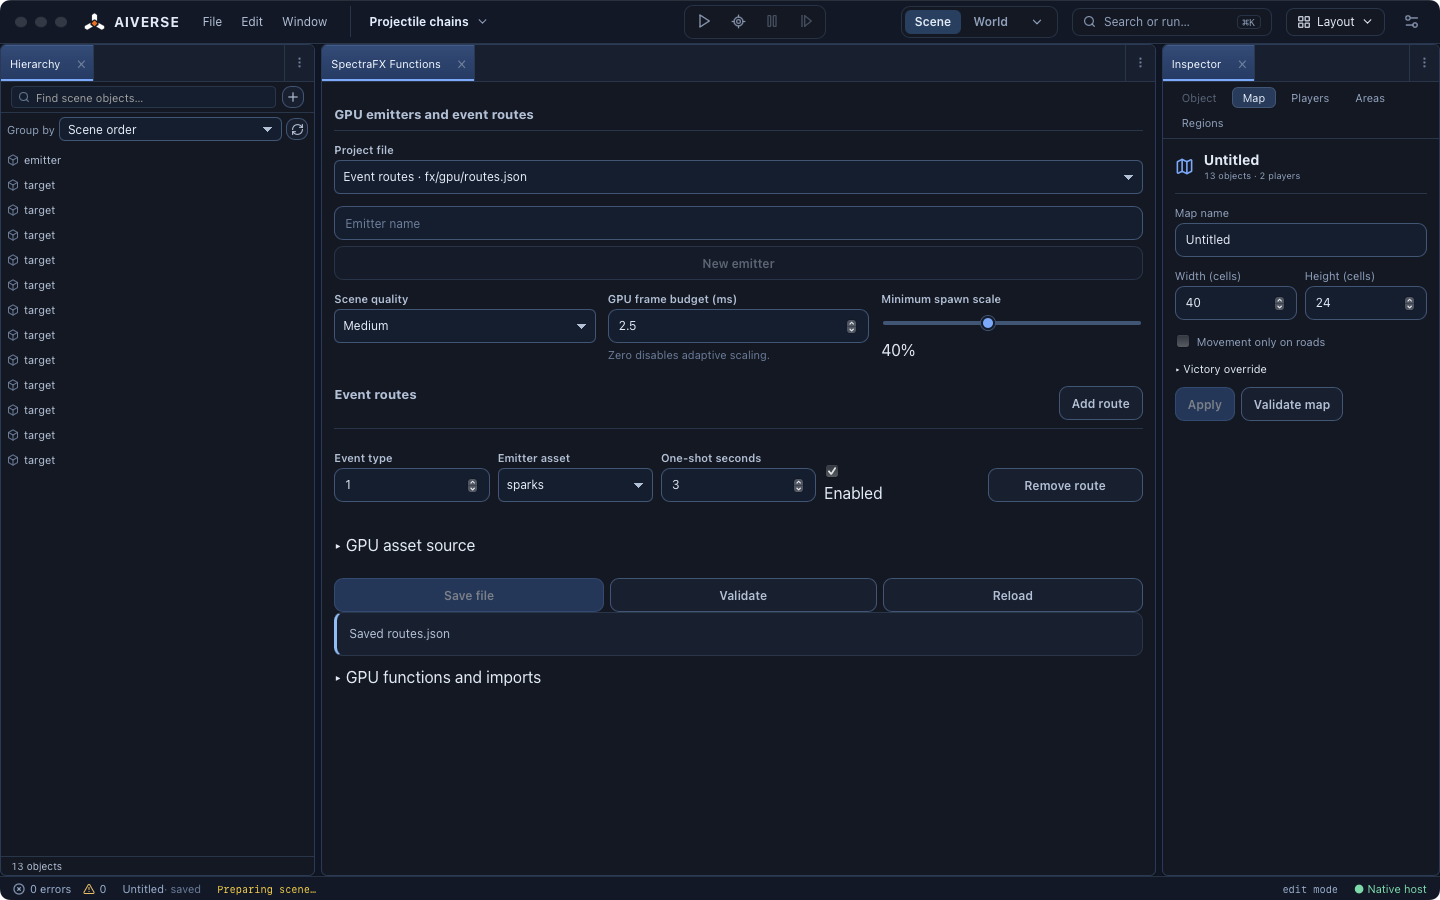 AIVERSE File Edit Window Projectile chains Scene World Search or run... ⌘K Layout
Hierarchy
Find scene objects...
Group by Scene order
emitter
target
target
target
target
target
target
target
target
target
target
target
target
13 objects
SpectraFX Functions
GPU emitters and event routes
Project file
Event routes · fx/gpu/routes.json
Emitter name
New emitter
Scene quality GPU frame budget (ms) Minimum spawn scale
Medium 2.5
Zero disables adaptive scaling.
40%
Event routes Add route
Event type Emitter asset One-shot seconds
1 sparks 3 Enabled Remove route
GPU asset source
Save file Validate Reload
Saved routes.json
GPU functions and imports
Inspector
Object Map Players Areas
Regions
Untitled
13 objects · 2 players
Map name
Untitled
Width (cells) Height (cells)
40 24
Movement only on roads
Victory override
Apply Validate map
0 errors 0 Untitled · saved Preparing scene… edit mode Native host